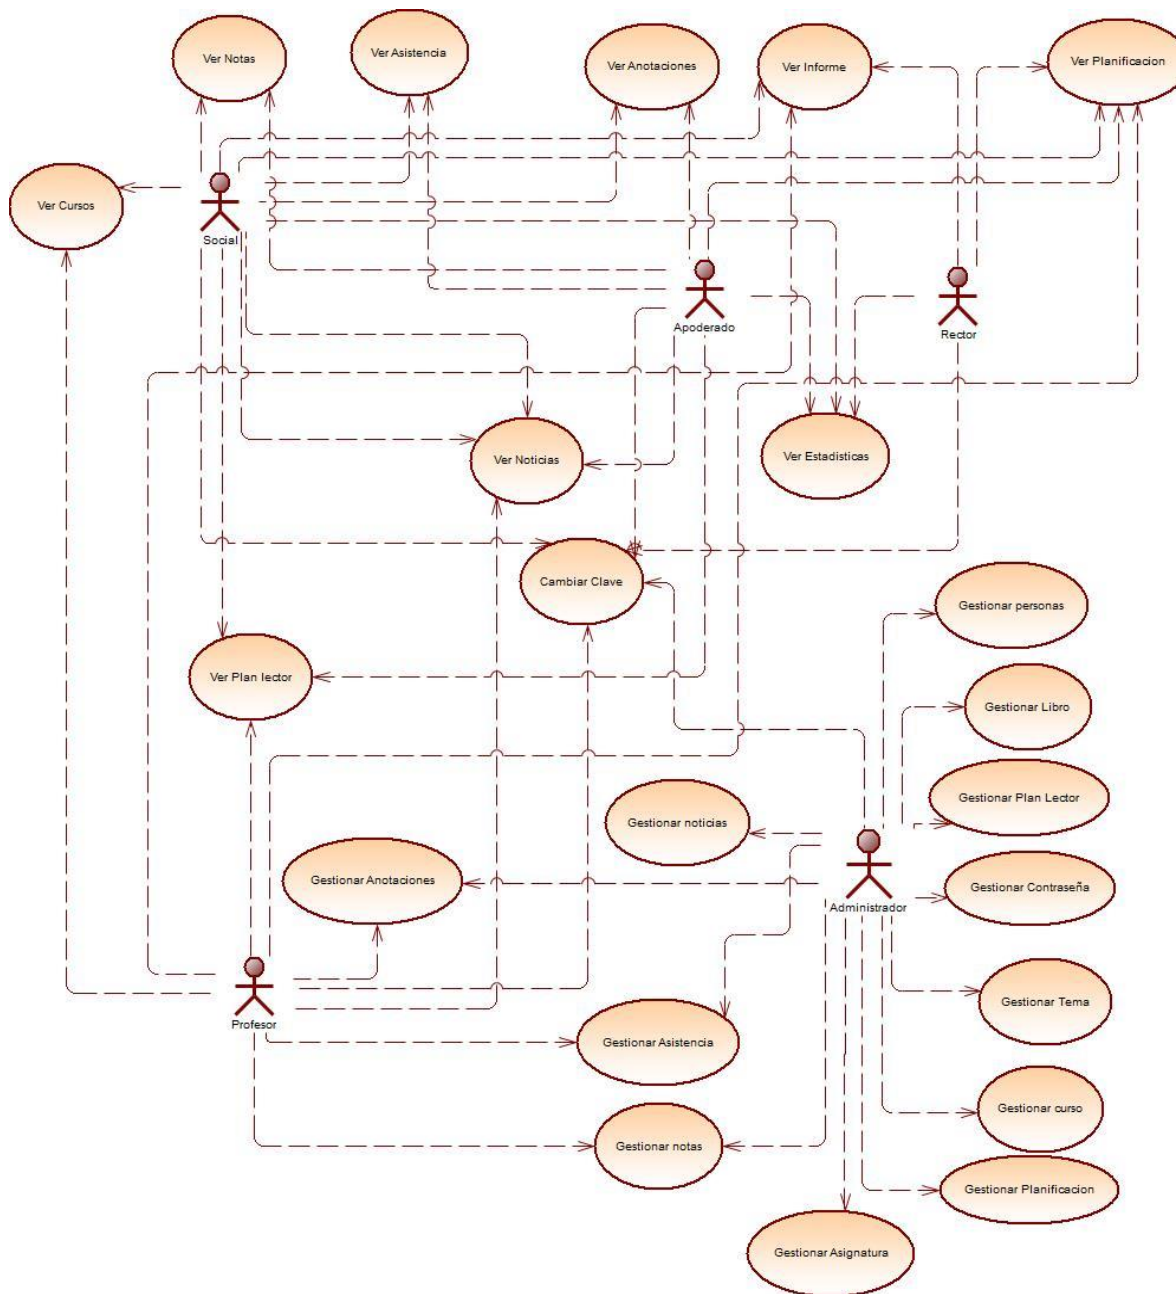 Ver Notas
Ver Asistencia
Ver Anotaciones
Ver Informe
Ver Planificacion
Ver Cursos
Social
Apoderado
Rector
Ver Noticias
Ver Estadisticas
Cambiar Clave
Gestionar personas
Ver Plan lector
Gestionar Libro
Gestionar Plan Lector
Gestionar noticias
Gestionar Anotaciones
Gestionar Contraseña
Administrador
Gestionar Tema
Profesor
Gestionar Asistencia
Gestionar curso
Gestionar notas
Gestionar Planificacion
Gestionar Asignatura